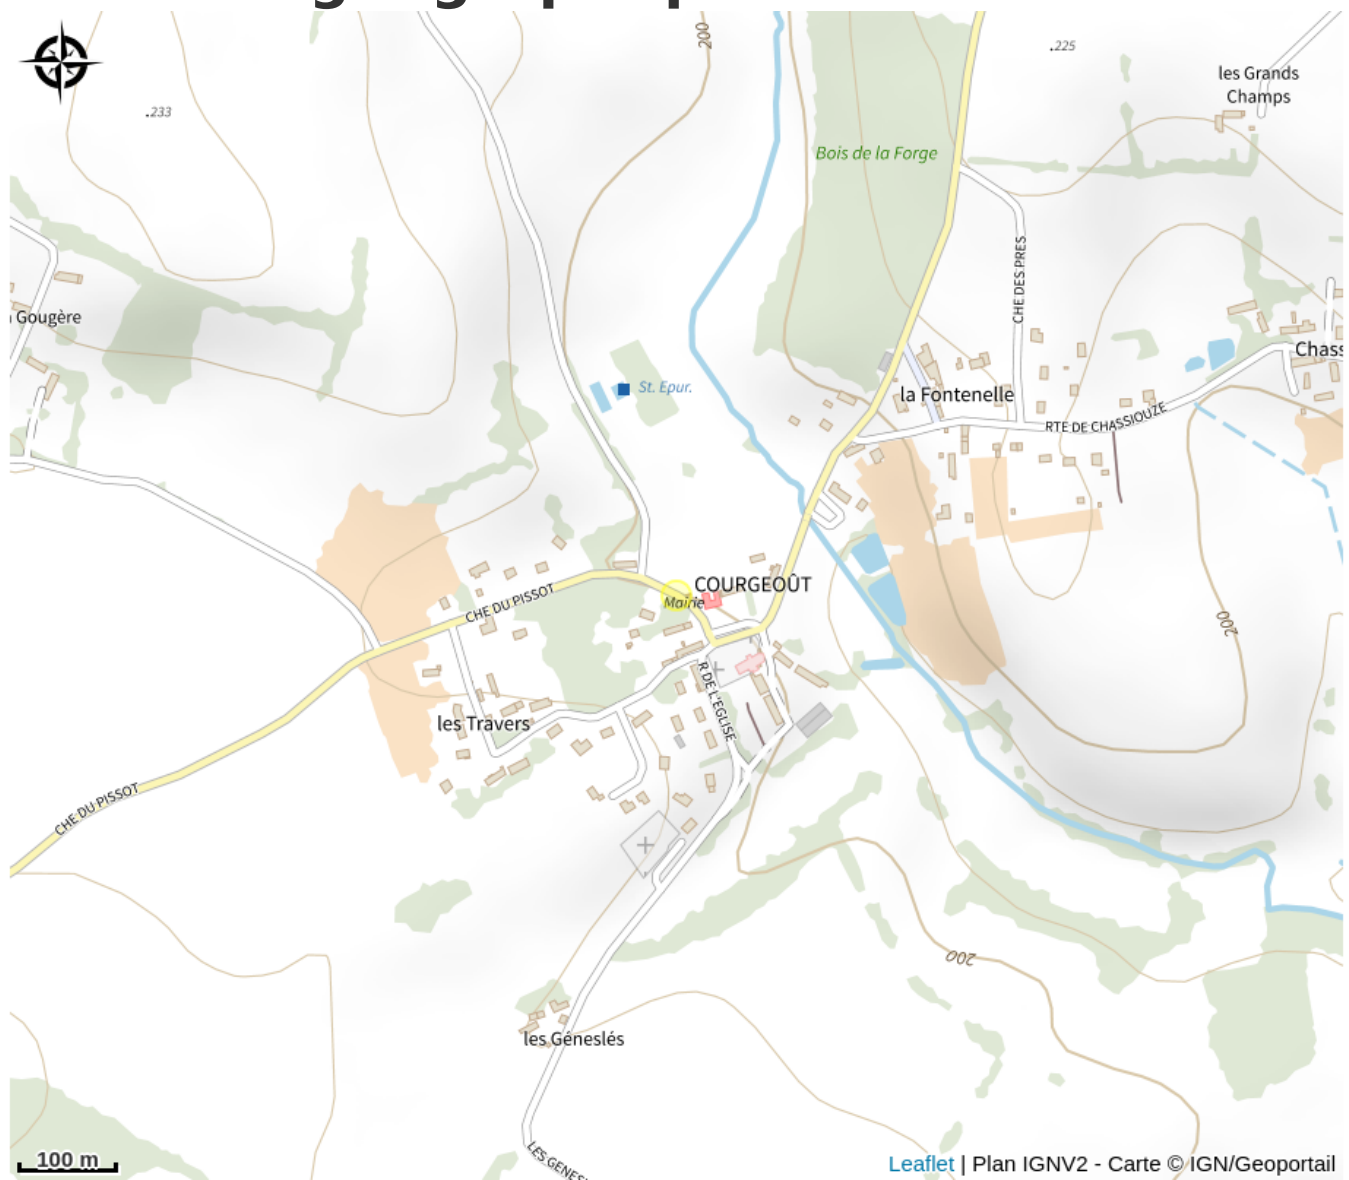 200
.225
les Grands
Champs
.233
Bois de la Forge
CHE DES PRES
Gougère
Chass
St. Epur.
la Fontenelle
RTE DE CHASSIOUZE
COURGEOÛT
Mairie
CHE DU PISSOT
200
R DE L'EGLISE
les Travers
CHE DU PISSOT
200
les Géneslés
LES GENES
100 m
Leaflet | Plan IGNV2 - Carte © IGN/Geoportail